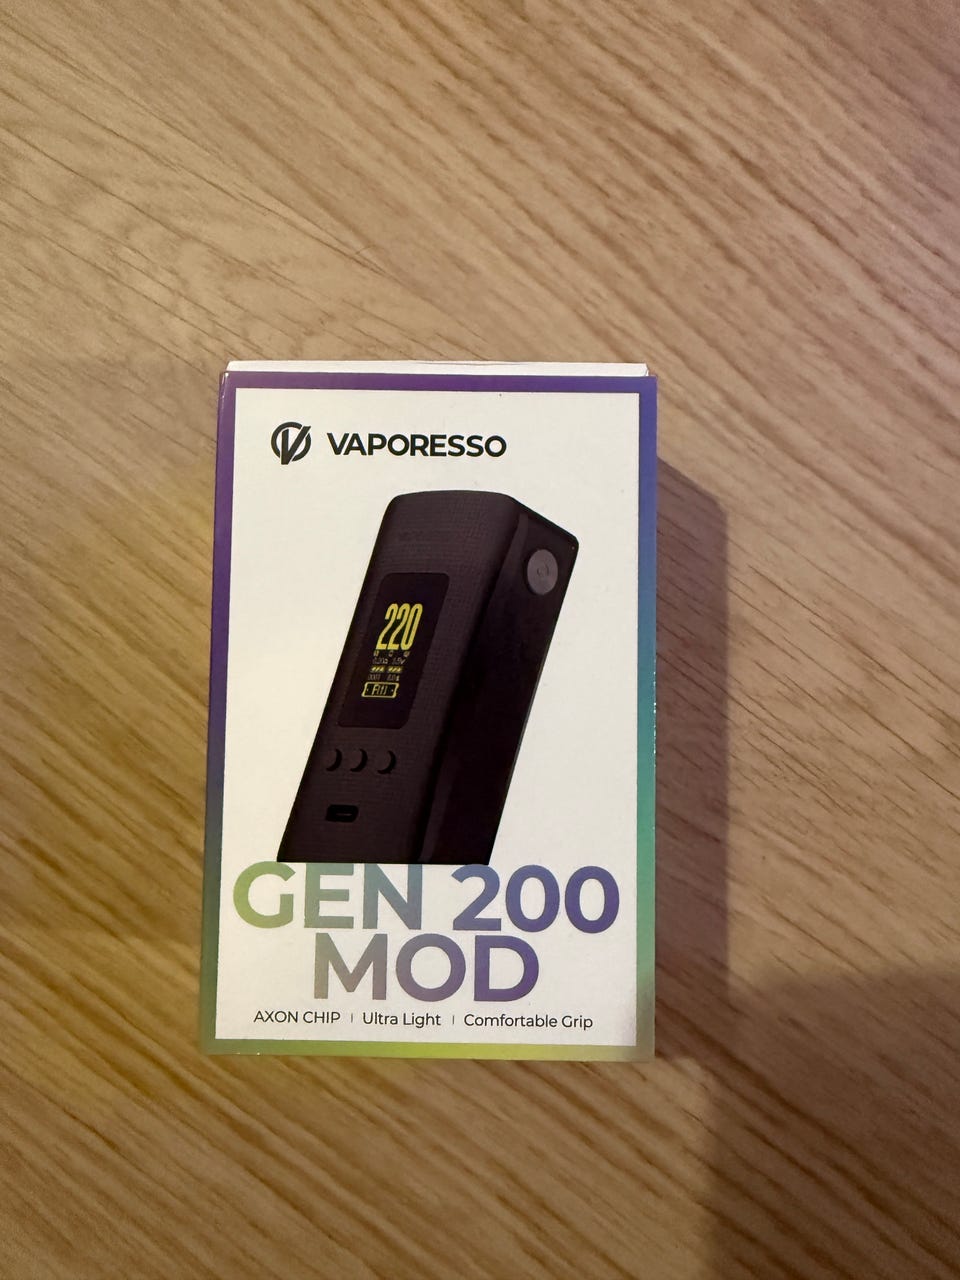 VAPORESSO
220
GEN 200
MOD
AXON CHIP | Ultra Light | Comfortable Grip